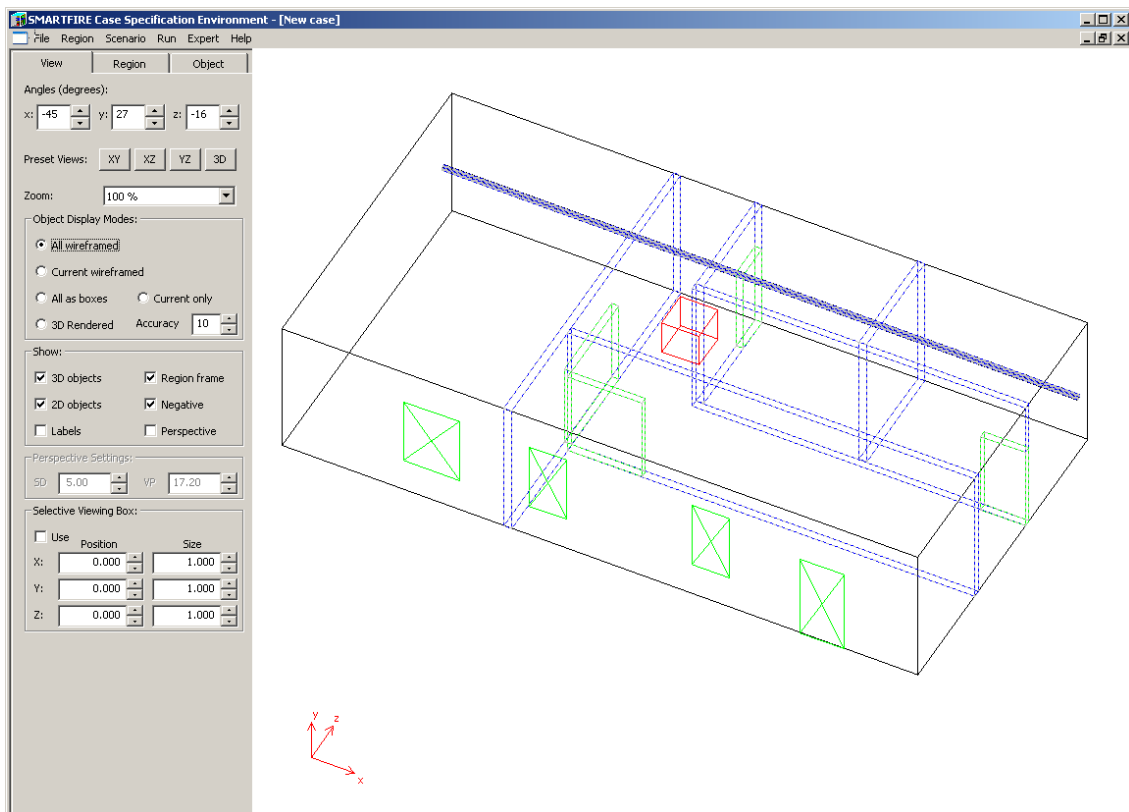 SMARTFIRE Case Specification Environment - [New case]
File Region Scenario Run Expert Help
View Region Object
Angles (degrees):
x: -45 y: 27 z: -16
Preset Views: XY XZ YZ 3D
Zoom: 100 %
Object Display Modes:
All wireframed
Current wireframed
All as boxes Current only
3D Rendered Accuracy 10
Show:
3D objects Region frame
2D objects Negative
Labels Perspective
Perspective Settings:
SD 5.00 VP 17.20
Selective Viewing Box:
Use
Position Size
X: 0.000 1.000
Y: 0.000 1.000
Z: 0.000 1.000
y
z
x